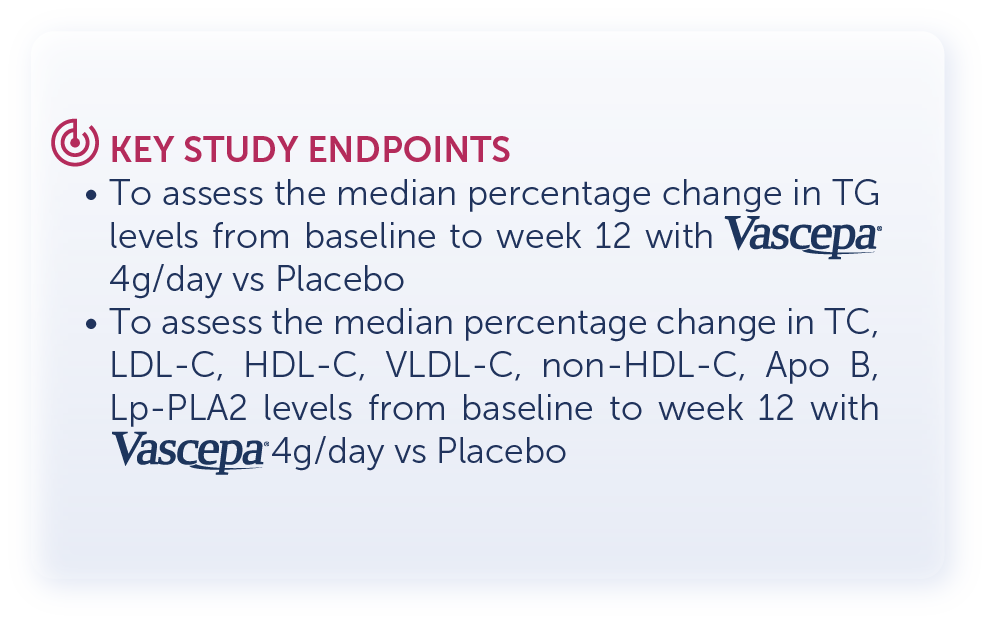 KEY STUDY ENDPOINTS
• To assess the median percentage change in TG
levels from baseline to week 12 with Vascepa®
4g/day vs Placebo
• To assess the median percentage change in TC,
LDL-C, HDL-C, VLDL-C, non-HDL-C, Apo B,
Lp-PLA2 levels from baseline to week 12 with
Vascepa® 4g/day vs Placebo